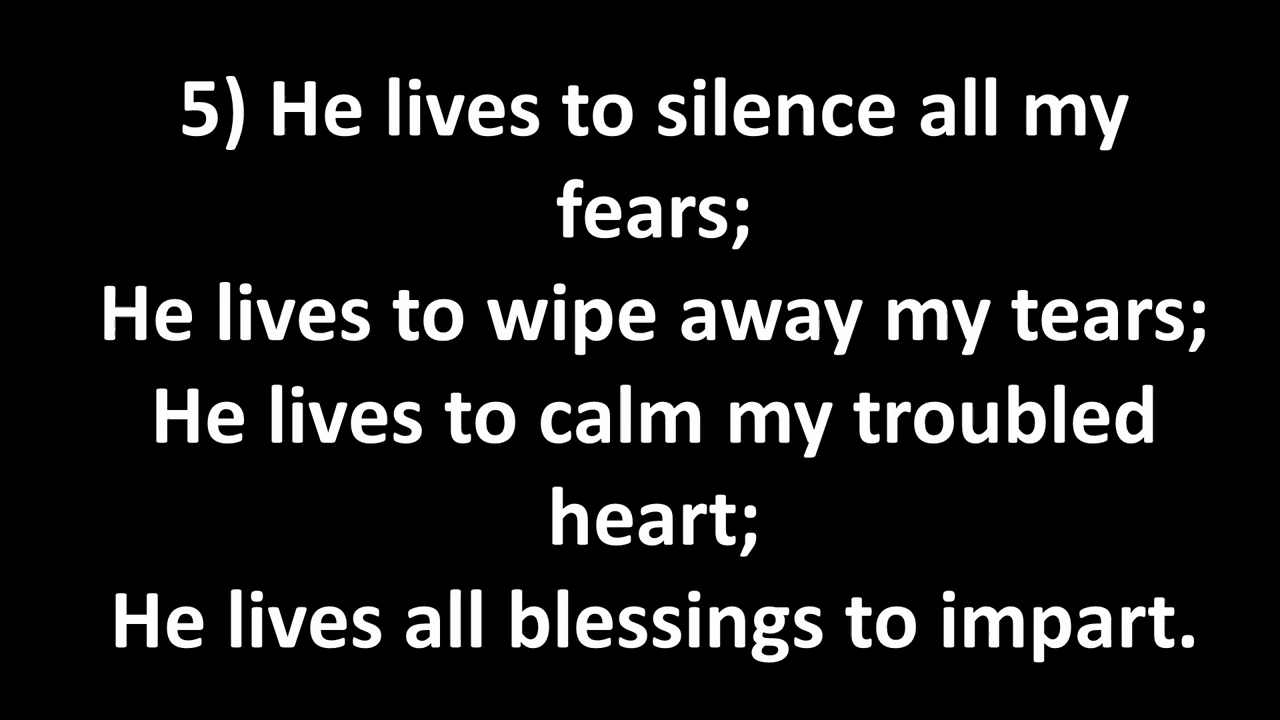 5) He lives to silence all my
fears;
He lives to wipe away my tears;
He lives to calm my troubled
heart;
He lives all blessings to impart.